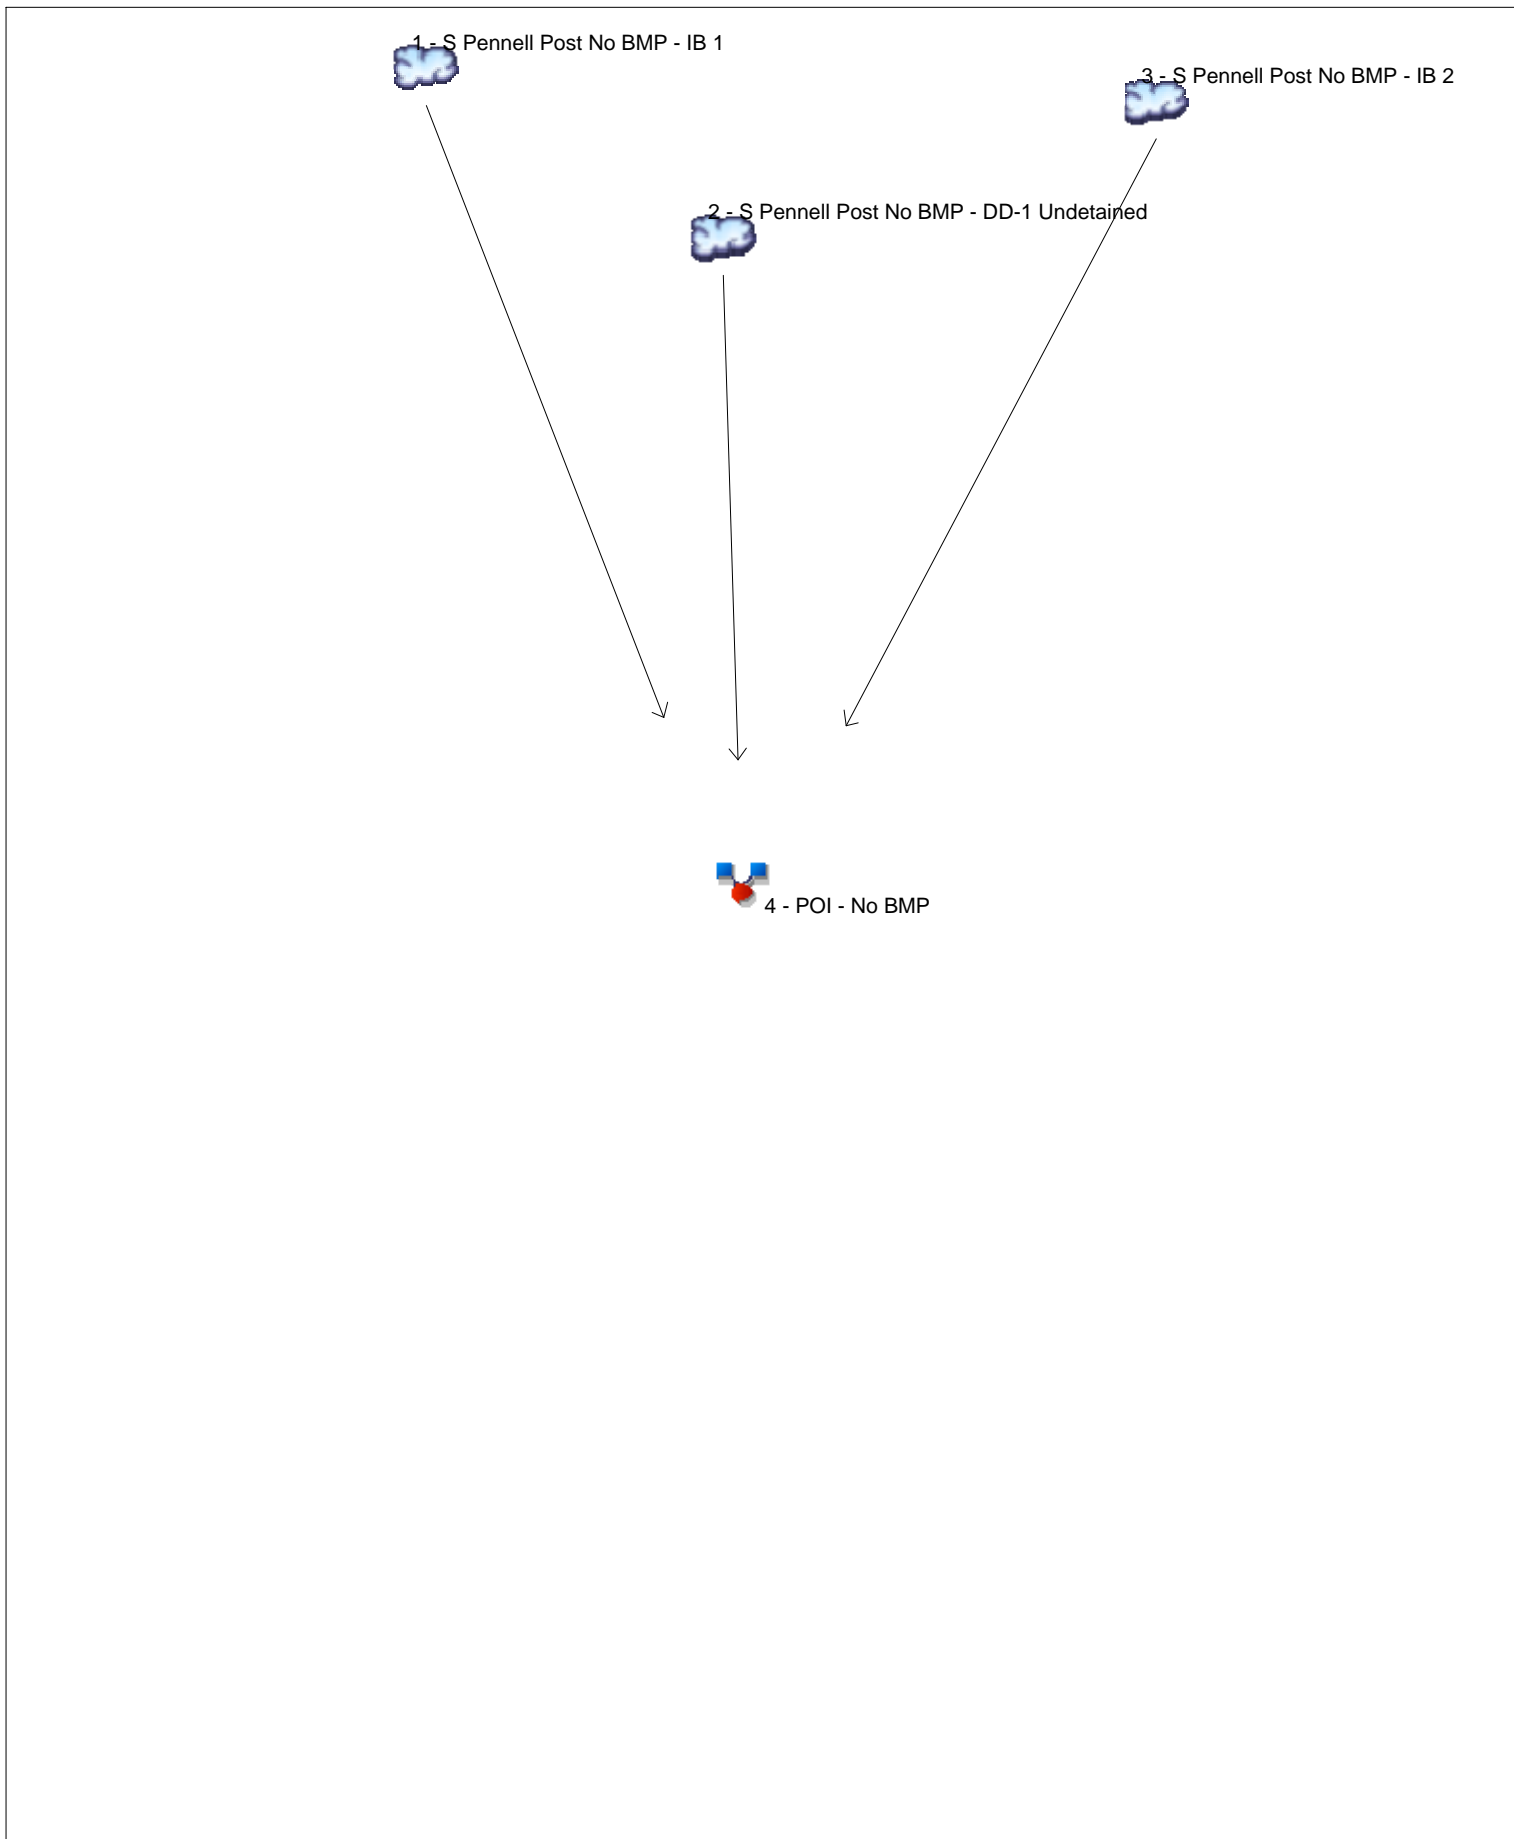 1 - S Pennell Post No BMP - IB 1
3 - S Pennell Post No BMP - IB 2
2 - S Pennell Post No BMP - DD-1 Undetained
4 - POI - No BMP